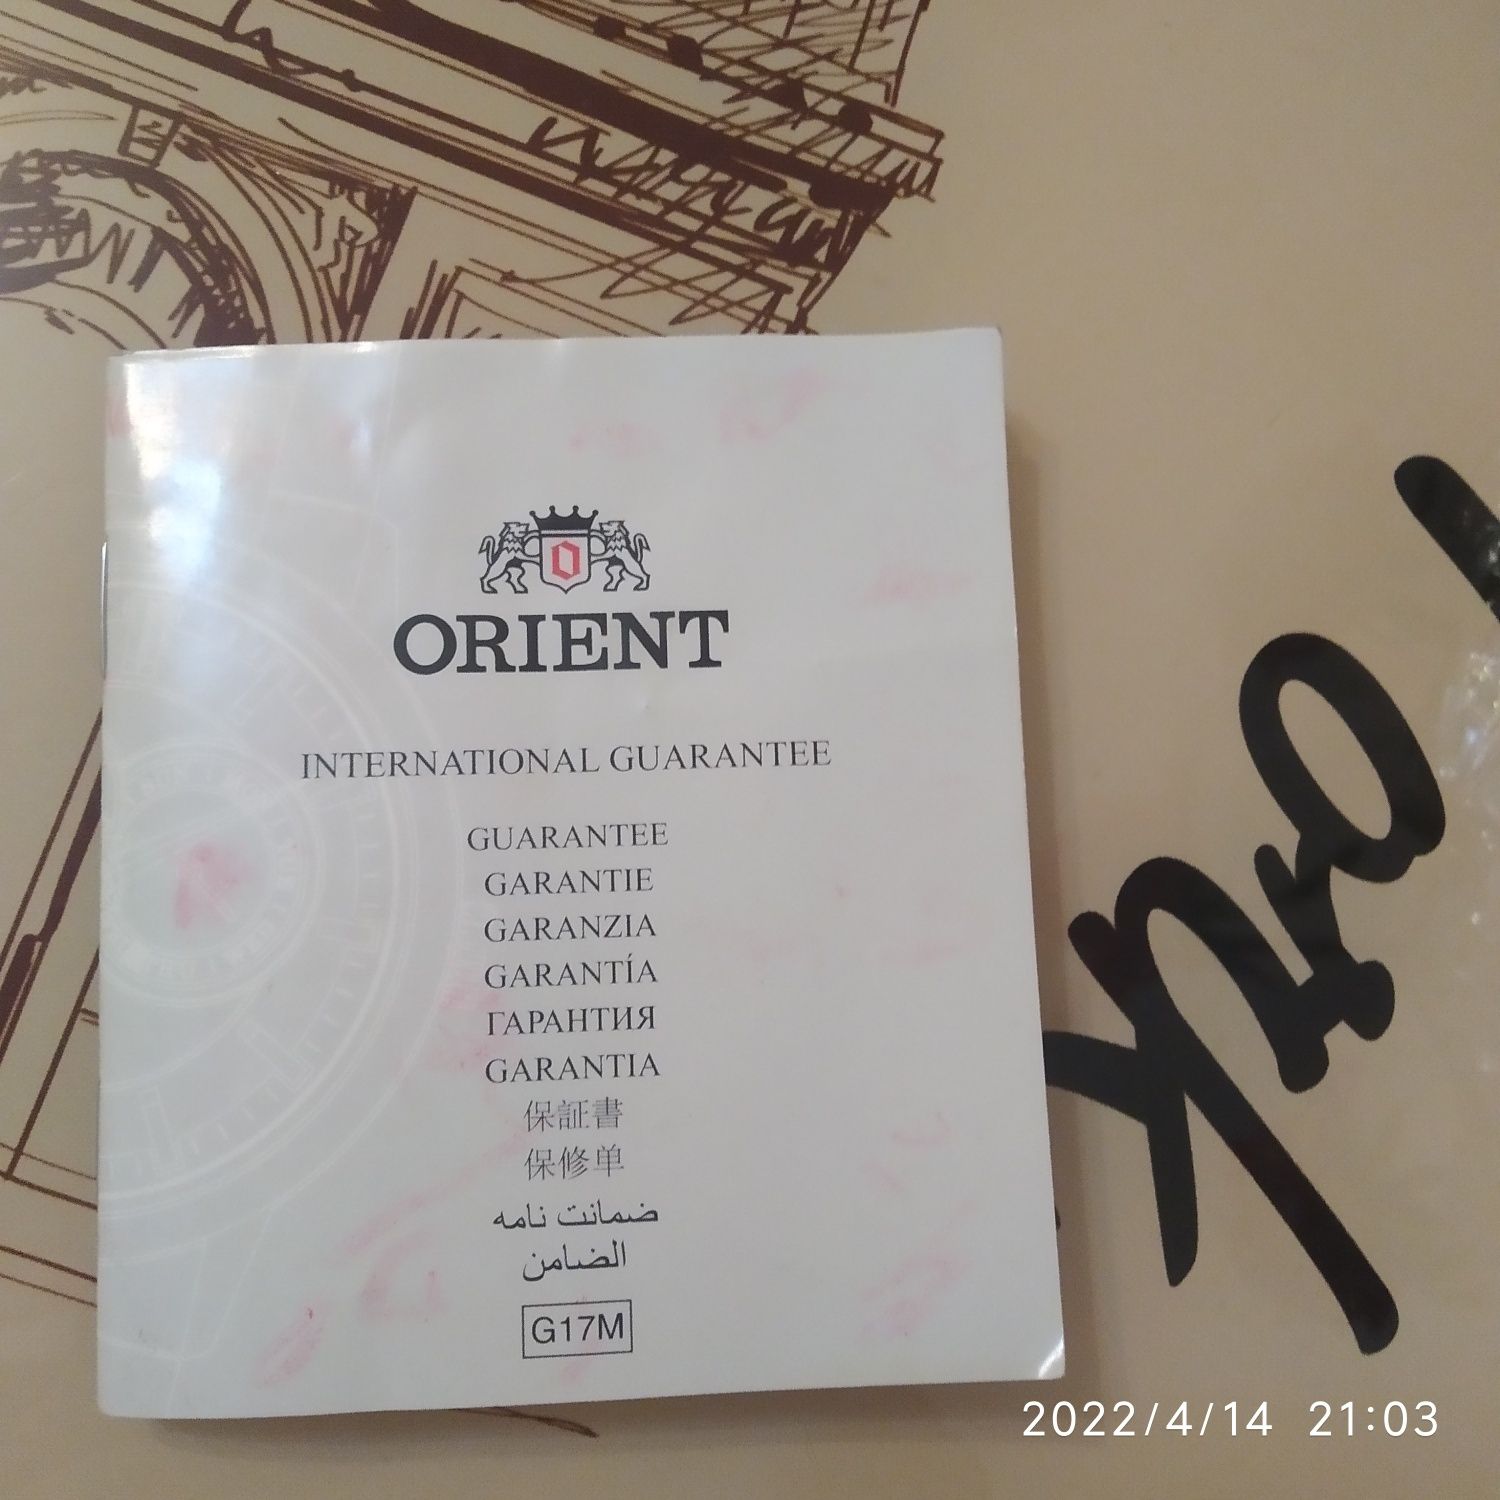 ORIENT
INTERNATIONAL GUARANTEE
GUARANTEE
GARANTIE
GARANZIA
GARANTÍA
ГАРАНТИЯ
GARANTIA
保証書
保修单
ضمانت نامه
الضامن
G17M
2022/4/14 21:03